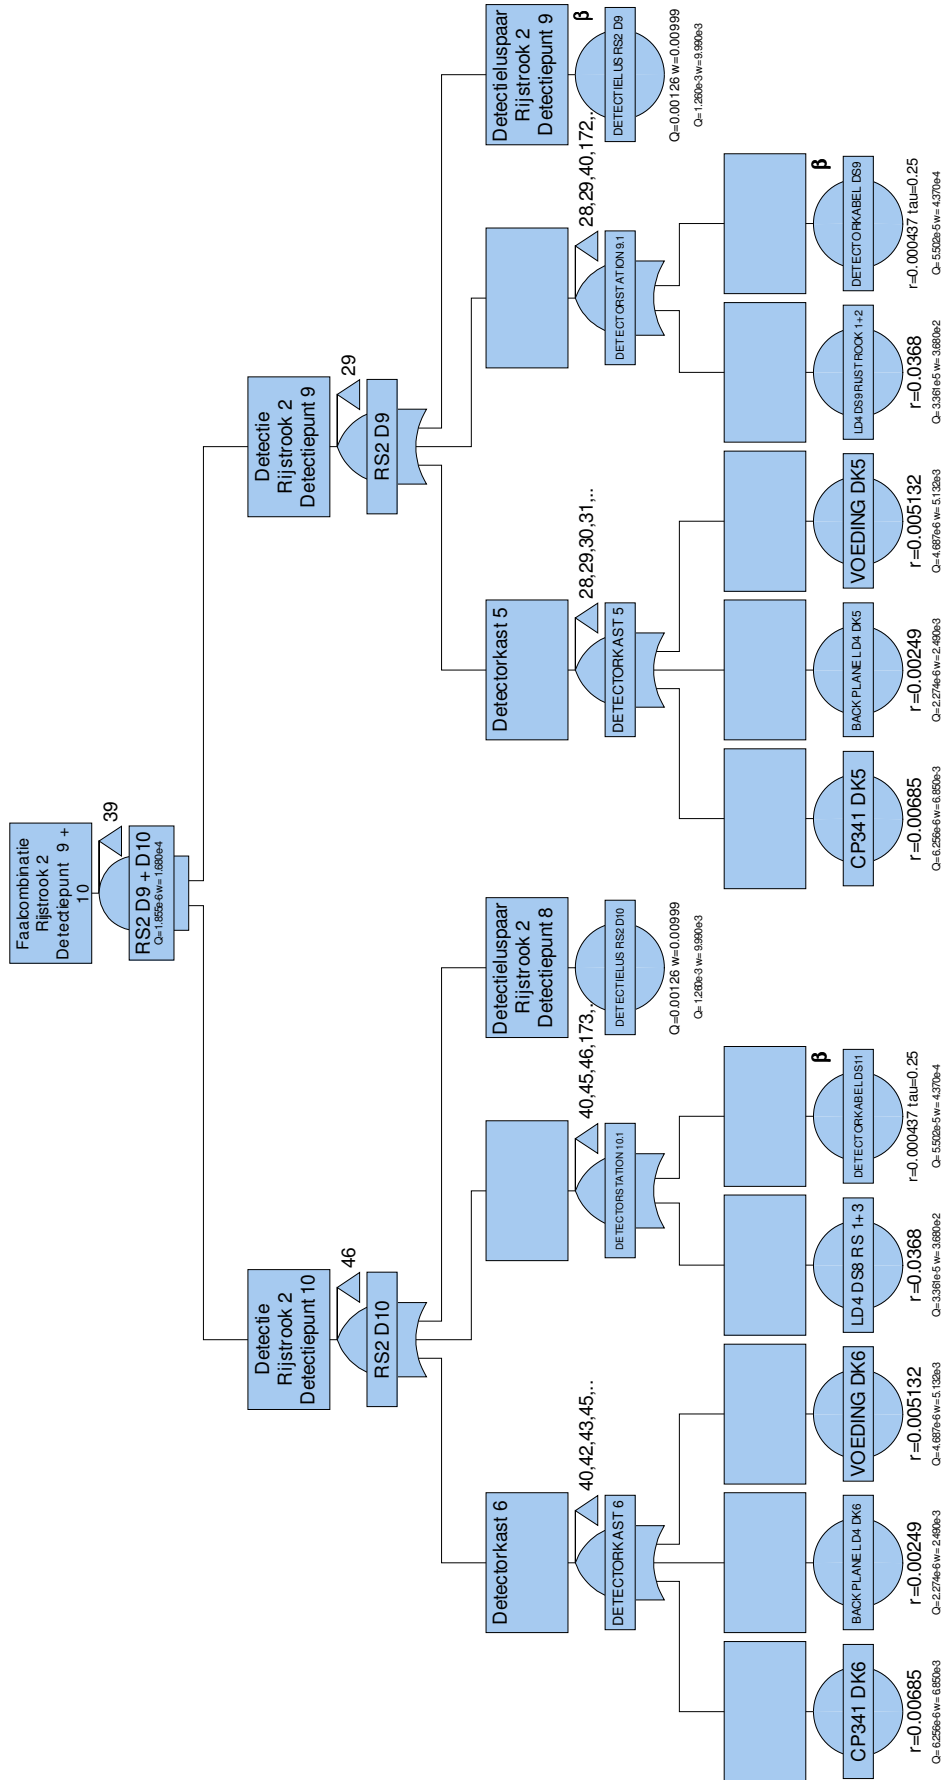 Faalcombinatie
Rijstrook 2
Detectiepunt 9 +
10
39
RS2 D9 + D10
Q=1.855e-6 w=1.680e-4
Detectie
Rijstrook 2
Detectiepunt 10
46
RS2 D10
Detectie
Rijstrook 2
Detectiepunt 9
29
RS2 D9
Detectorkast 6
40,42,43,45,..
DETECTORKAST 6
40,45,46,173,..
DETECTORSTATION 10.1
Detectieluspaar
Rijstrook 2
Detectiepunt 8
DETECTIELUS RS2 D10
Q=0.00126 w=0.00999
Q=1.260e-3 w=9.990e-3
Detectorkast 5
28,29,30,31,..
DETECTORKAST 5
28,29,40,172,..
DETECTORSTATION 9.1
Detectieluspaar
Rijstrook 2
Detectiepunt 9
β
DETECTIELUS RS2 D9
Q=0.00126 w=0.00999
Q=1.260e-3 w=9.990e-3
CP341 DK6
r=0.00685
Q=6.256e-6 w=6.850e-3
BACKPLANE LD4 DK6
r=0.00249
Q=2.274e-6 w=2.490e-3
VOEDING DK6
r=0.005132
Q=4.687e-6 w=5.132e-3
LD4 DS8 RS 1+3
r=0.0368
Q=3.361e-5 w=3.680e-2
β
DETECTORKABEL DS11
r=0.000437 tau=0.25
Q=5.502e-5 w=4.370e-4
CP341 DK5
r=0.00685
Q=6.256e-6 w=6.850e-3
BACKPLANE LD4 DK5
r=0.00249
Q=2.274e-6 w=2.490e-3
VOEDING DK5
r=0.005132
Q=4.687e-6 w=5.132e-3
LD4 DS9 RIJSTROOK 1+2
r=0.0368
Q=3.361e-5 w=3.680e-2
β
DETECTORKABEL DS9
r=0.000437 tau=0.25
Q=5.502e-5 w=4.370e-4